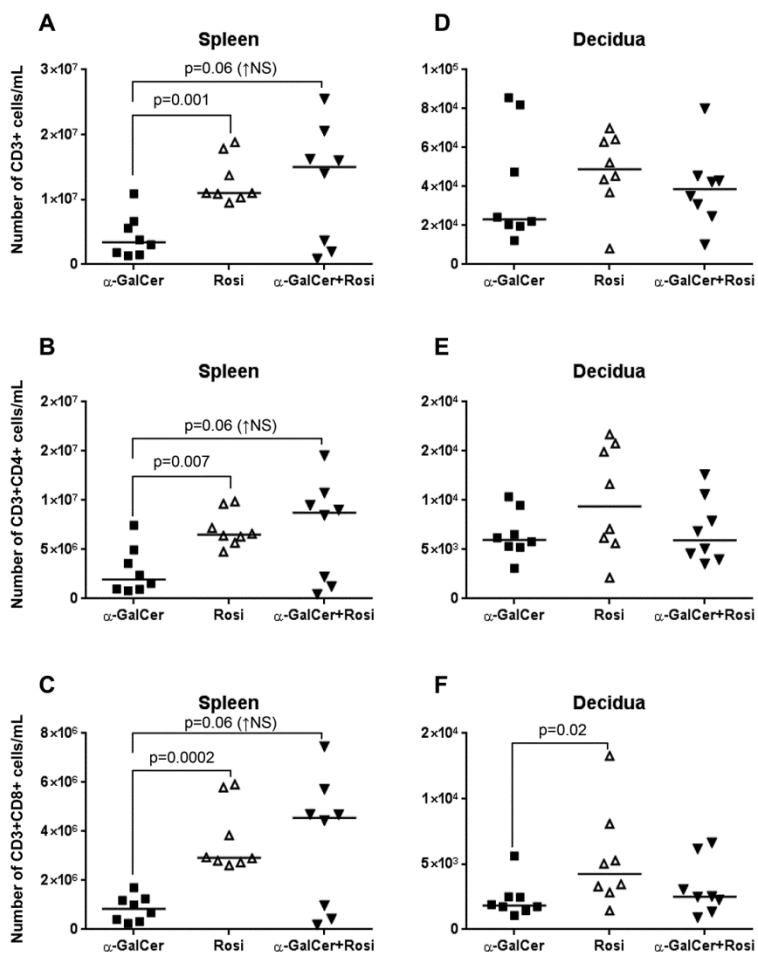 A
Spleen
Number of CD3+ cells/mL
3×10⁷
2×10⁷
1×10⁷
0
p=0.06 (↑NS)
p=0.001
α-GalCer Rosi α-GalCer+Rosi
D
Decidua
1×10⁵
8×10⁴
6×10⁴
4×10⁴
2×10⁴
0
α-GalCer Rosi α-GalCer+Rosi
B
Spleen
Number of CD3+CD4+ cells/mL
2×10⁷
2×10⁷
1×10⁷
5×10⁶
0
p=0.06 (↑NS)
p=0.007
α-GalCer Rosi α-GalCer+Rosi
E
Decidua
2×10⁴
2×10⁴
1×10⁴
5×10³
0
α-GalCer Rosi α-GalCer+Rosi
C
Spleen
Number of CD3+CD8+ cells/mL
8×10⁶
6×10⁶
4×10⁶
2×10⁶
0
p=0.06 (↑NS)
p=0.0002
α-GalCer Rosi α-GalCer+Rosi
F
Decidua
2×10⁴
1×10⁴
5×10³
0
p=0.02
α-GalCer Rosi α-GalCer+Rosi